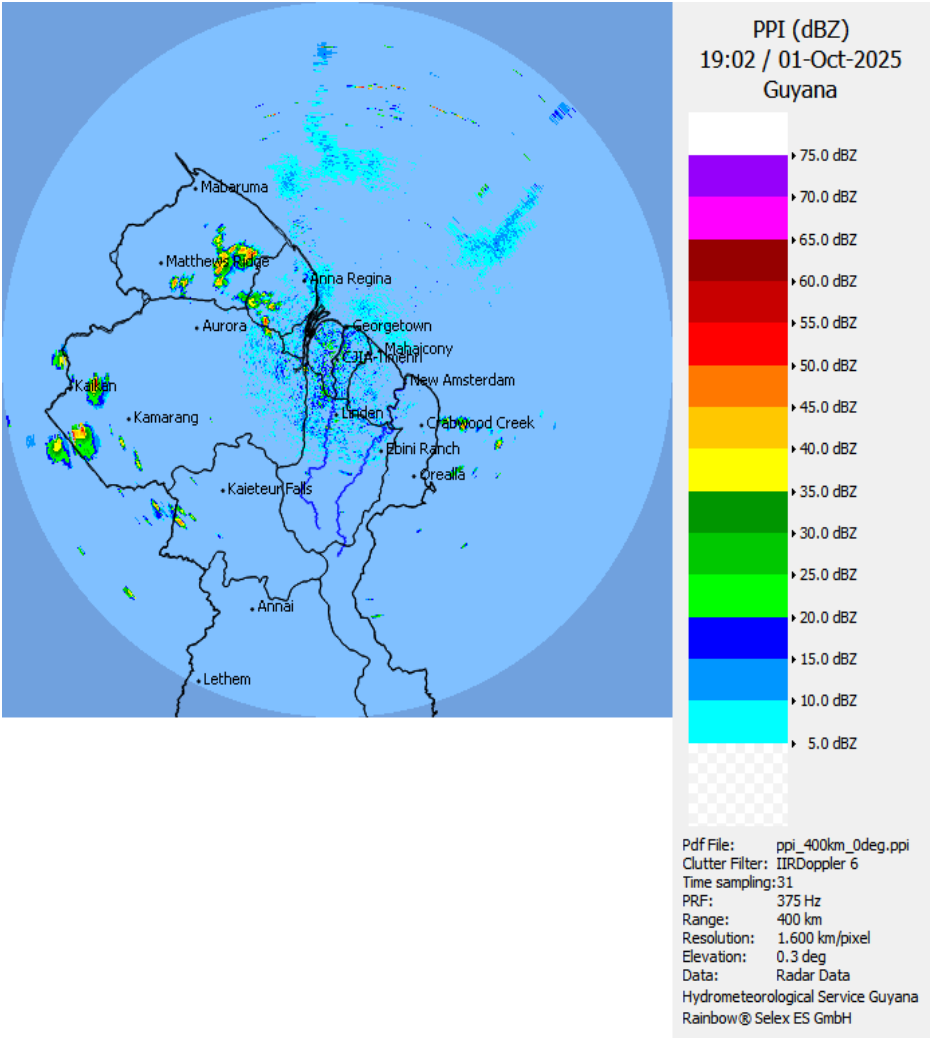 PPI (dBZ)
19:02 / 01-Oct-2025
Guyana
75.0 dBZ
70.0 dBZ
65.0 dBZ
60.0 dBZ
55.0 dBZ
50.0 dBZ
45.0 dBZ
40.0 dBZ
35.0 dBZ
30.0 dBZ
25.0 dBZ
20.0 dBZ
15.0 dBZ
10.0 dBZ
5.0 dBZ
Mabaruma
Matthews Ridge
Anna Regina
Aurora
Georgetown
Mahaicony
CJIA-Timehri
Kaikan
New Amsterdam
Kamarang
Linden
Crabwood Creek
Ebini Ranch
Orealla
Kaieteur Falls
Annai
Lethem
Pdf File: ppi_400km_0deg.ppi
Clutter Filter: IIRDoppler 6
Time sampling:31
PRF: 375 Hz
Range: 400 km
Resolution: 1.600 km/pixel
Elevation: 0.3 deg
Data: Radar Data
Hydrometeorological Service Guyana
Rainbow® Selex ES GmbH